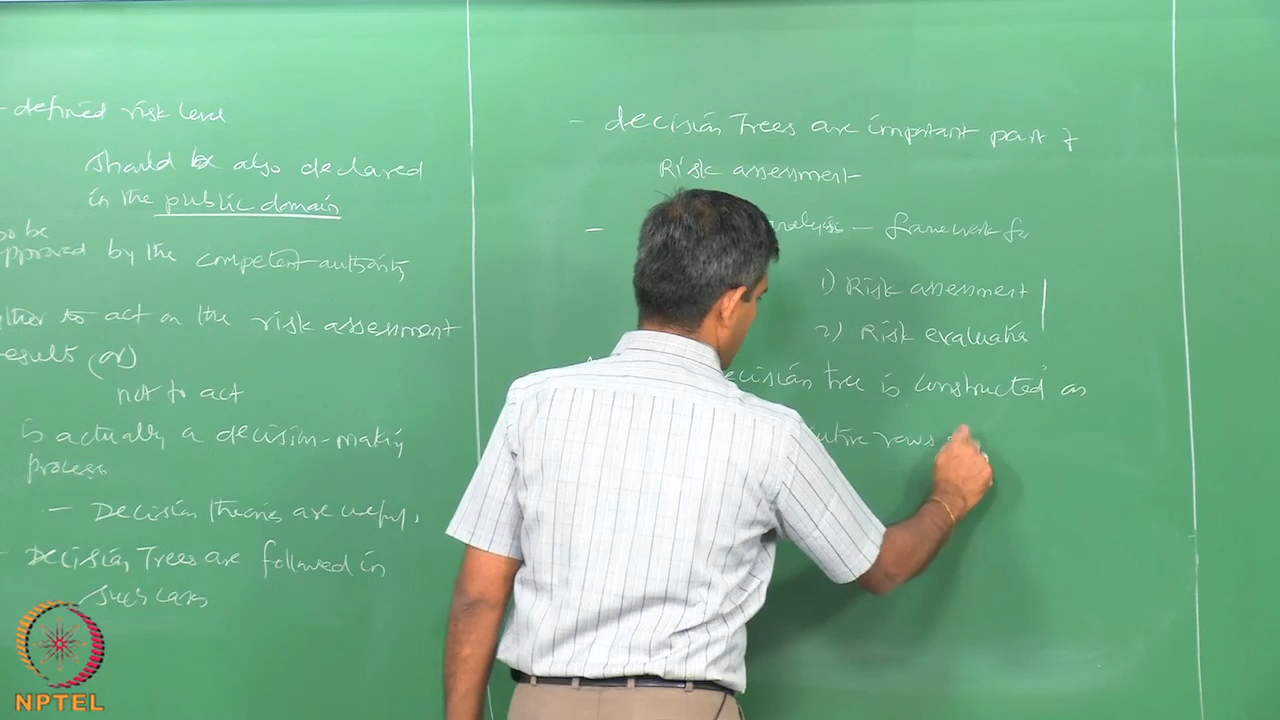 - defined risk level
should be also declared
in the public domain
to be
approved by the competent authority
to act on the risk assessment
result (or)
not to act
is actually a decision-making
process
- Decision theories are useful.
- Decision Trees are followed in
such cases
- decision Trees are important part of
Risk assessment
- analysis - framework for
1) Risk assessment
2) Risk evaluation
decision tree is constructed as
rows
NPTEL